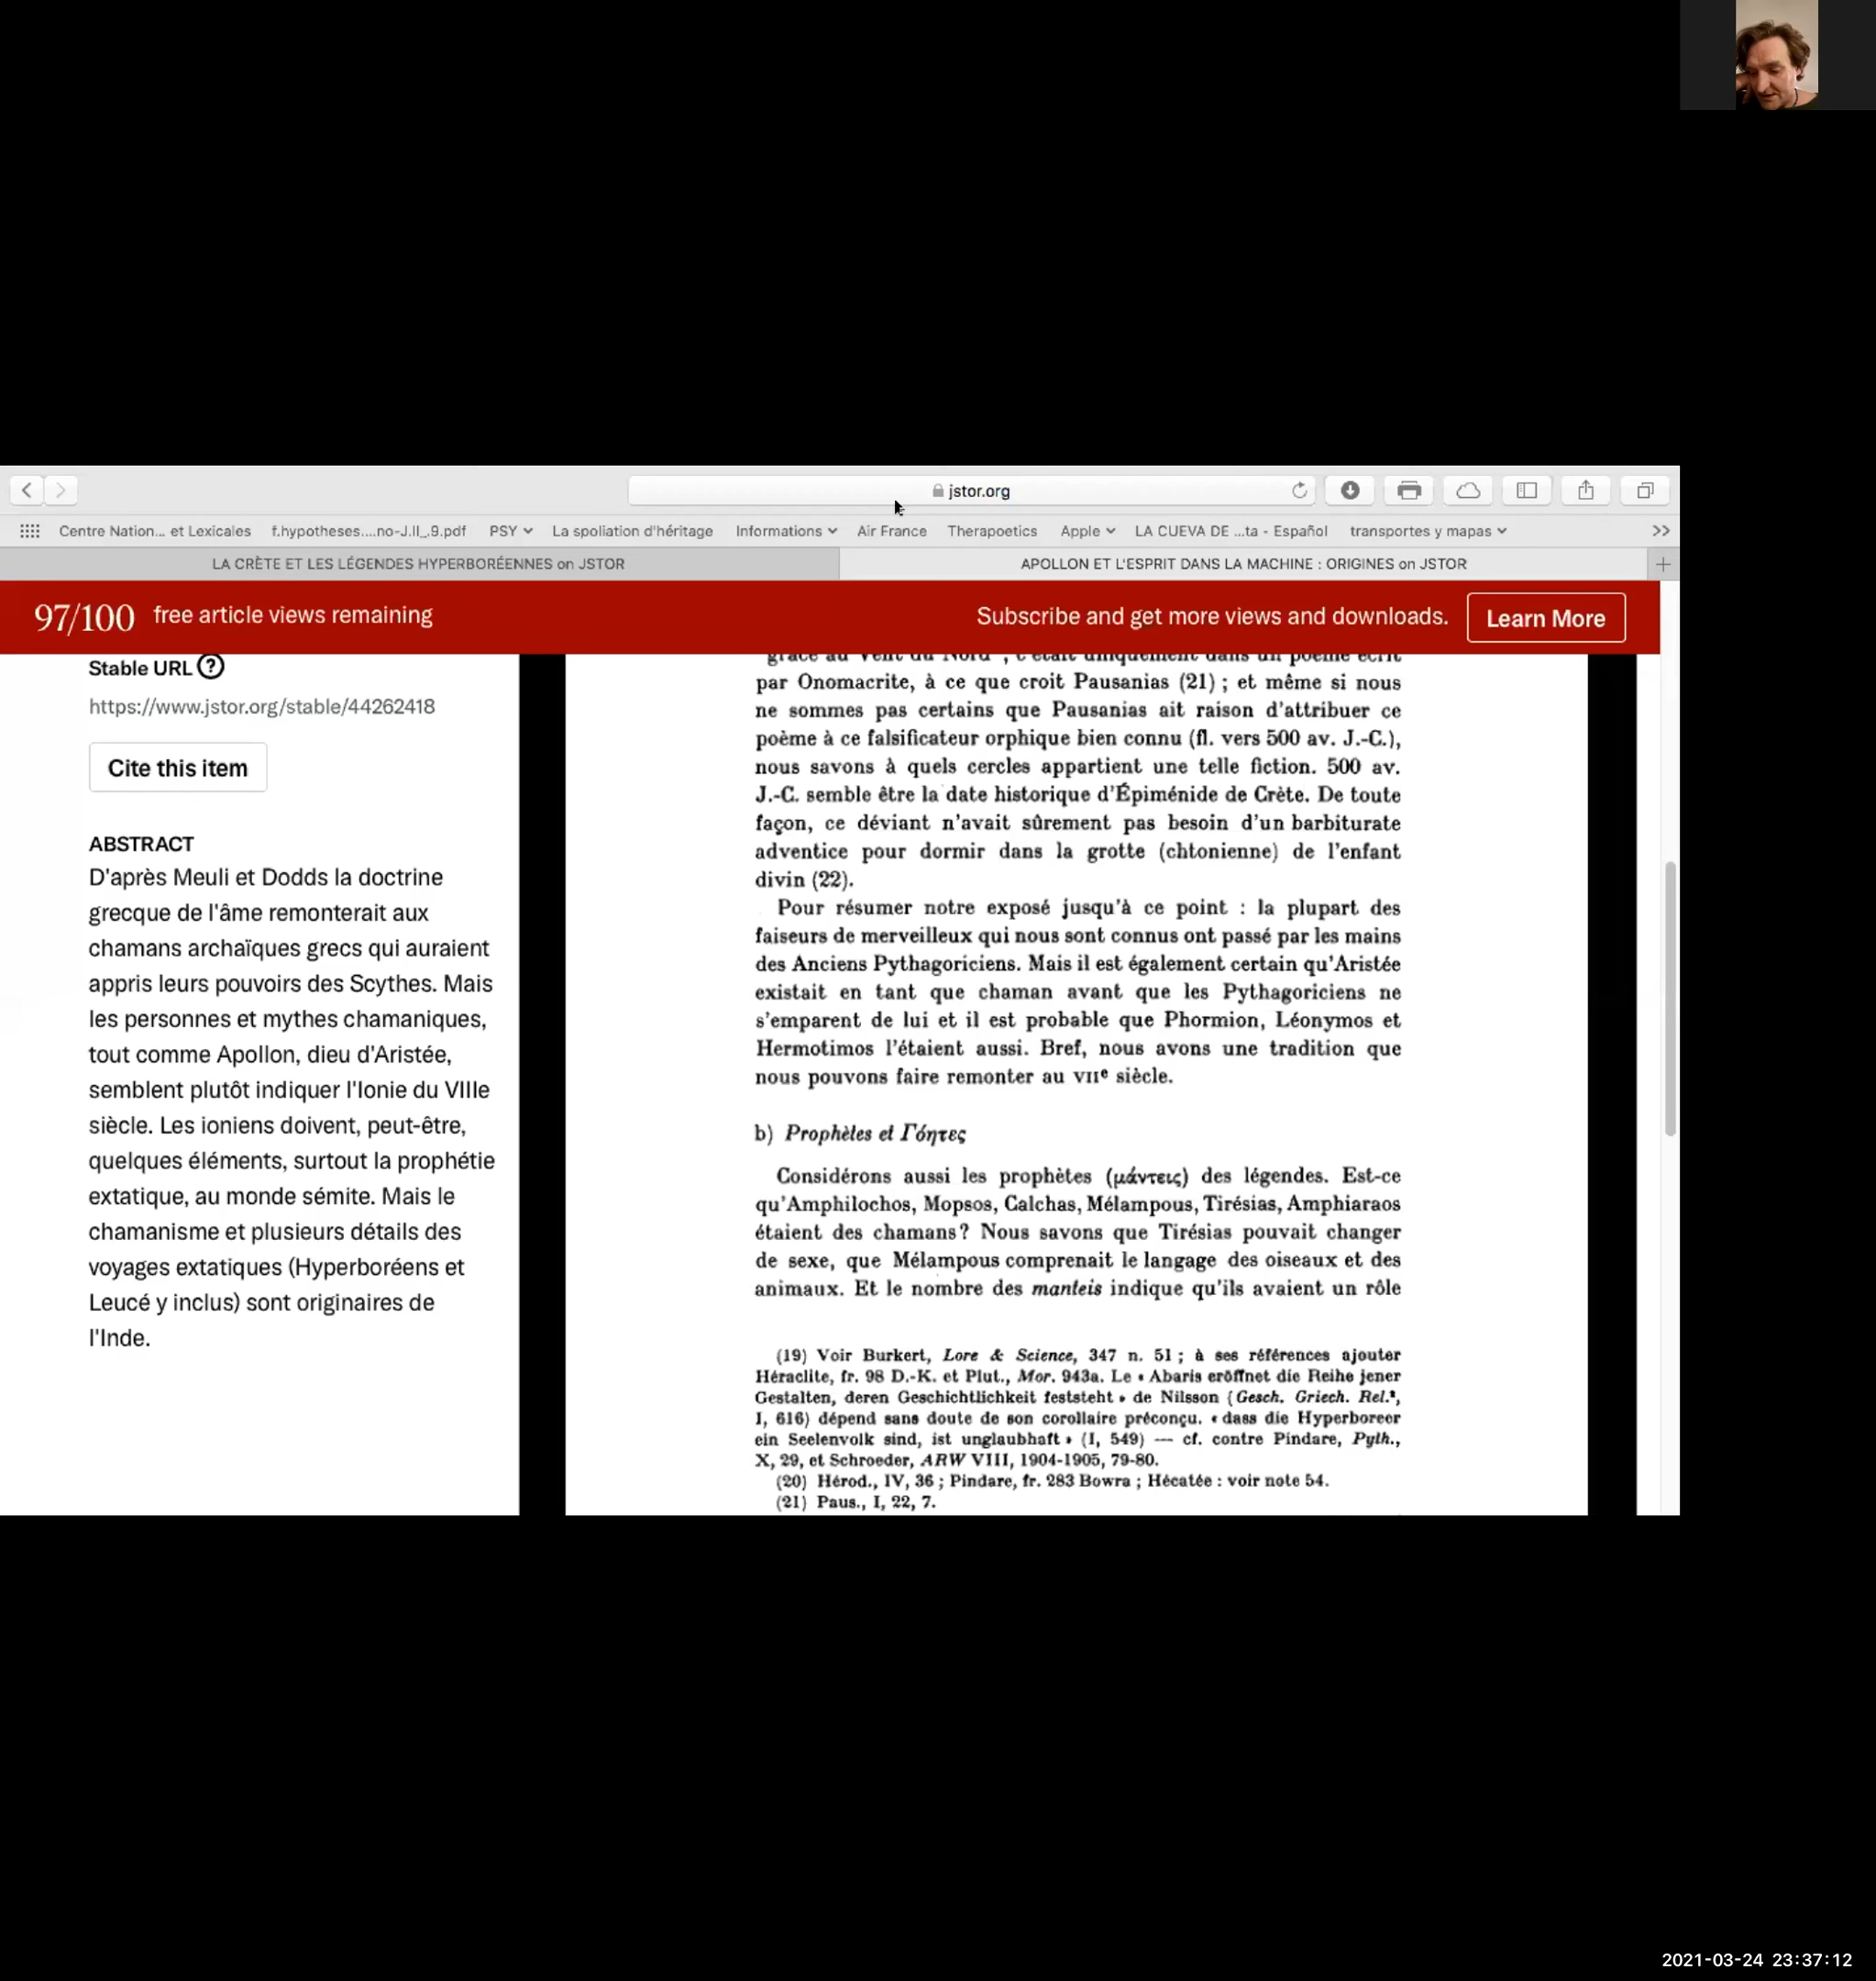 jstor.org
Centre Nation... et Lexicales f.hypotheses....no-J.II_.9.pdf PSY La spoliation d'héritage Informations Air France Therapoetics Apple LA CUEVA DE ...ta - Español transportes y mapas
LA CRÈTE ET LES LÉGENDES HYPERBORÉENNES on JSTOR APOLLON ET L'ESPRIT DANS LA MACHINE : ORIGINES on JSTOR
97/100 free article views remaining Subscribe and get more views and downloads. Learn More
Stable URL
https://www.jstor.org/stable/44262418
Cite this item
ABSTRACT
D'après Meuli et Dodds la doctrine
grecque de l'âme remonterait aux
chamans archaïques grecs qui auraient
appris leurs pouvoirs des Scythes. Mais
les personnes et mythes chamaniques,
tout comme Apollon, dieu d'Aristée,
semblent plutôt indiquer l'Ionie du VIIIe
siècle. Les ioniens doivent, peut-être,
quelques éléments, surtout la prophétie
extatique, au monde sémite. Mais le
chamanisme et plusieurs détails des
voyages extatiques (Hyperboréens et
Leucé y inclus) sont originaires de
l'Inde.
grâce au Vent du Nord , c'était uniquement dans un poème écrit
par Onomacrite, à ce que croit Pausanias (21) ; et même si nous
ne sommes pas certains que Pausanias ait raison d'attribuer ce
poème à ce falsificateur orphique bien connu (fl. vers 500 av. J.-C.),
nous savons à quels cercles appartient une telle fiction. 500 av.
J.-C. semble être la date historique d'Épiménide de Crète. De toute
façon, ce déviant n'avait sûrement pas besoin d'un barbiturate
adventice pour dormir dans la grotte (chtonienne) de l'enfant
divin (22).
Pour résumer notre exposé jusqu'à ce point : la plupart des
faiseurs de merveilleux qui nous sont connus ont passé par les mains
des Anciens Pythagoriciens. Mais il est également certain qu'Aristée
existait en tant que chaman avant que les Pythagoriciens ne
s'emparent de lui et il est probable que Phormion, Léonymos et
Hermotimos l'étaient aussi. Bref, nous avons une tradition que
nous pouvons faire remonter au VIIe siècle.
b) Prophètes et Γόητες
Considérons aussi les prophètes (μάντεις) des légendes. Est-ce
qu'Amphilochos, Mopsos, Calchas, Mélampous, Tirésias, Amphiaraos
étaient des chamans? Nous savons que Tirésias pouvait changer
de sexe, que Mélampous comprenait le langage des oiseaux et des
animaux. Et le nombre des manteis indique qu'ils avaient un rôle
(19) Voir Burkert, Lore & Science, 347 n. 51 ; à ses références ajouter
Héraclite, fr. 98 D.-K. et Plut., Mor. 943a. Le « Abaris eröffnet die Reihe jener
Gestalten, deren Geschichtlichkeit feststeht » de Nilsson (Gesch. Griech. Rel.²,
I, 616) dépend sans doute de son corollaire préconçu. « dass die Hyperboreer
ein Seelenvolk sind, ist unglaubhaft » (I, 549) — cf. contre Pindare, Pyth.,
X, 29, et Schroeder, ARW VIII, 1904-1905, 79-80.
(20) Hérod., IV, 36 ; Pindare, fr. 283 Bowra ; Hécatée : voir note 54.
(21) Paus., I, 22, 7.
2021-03-24 23:37:12